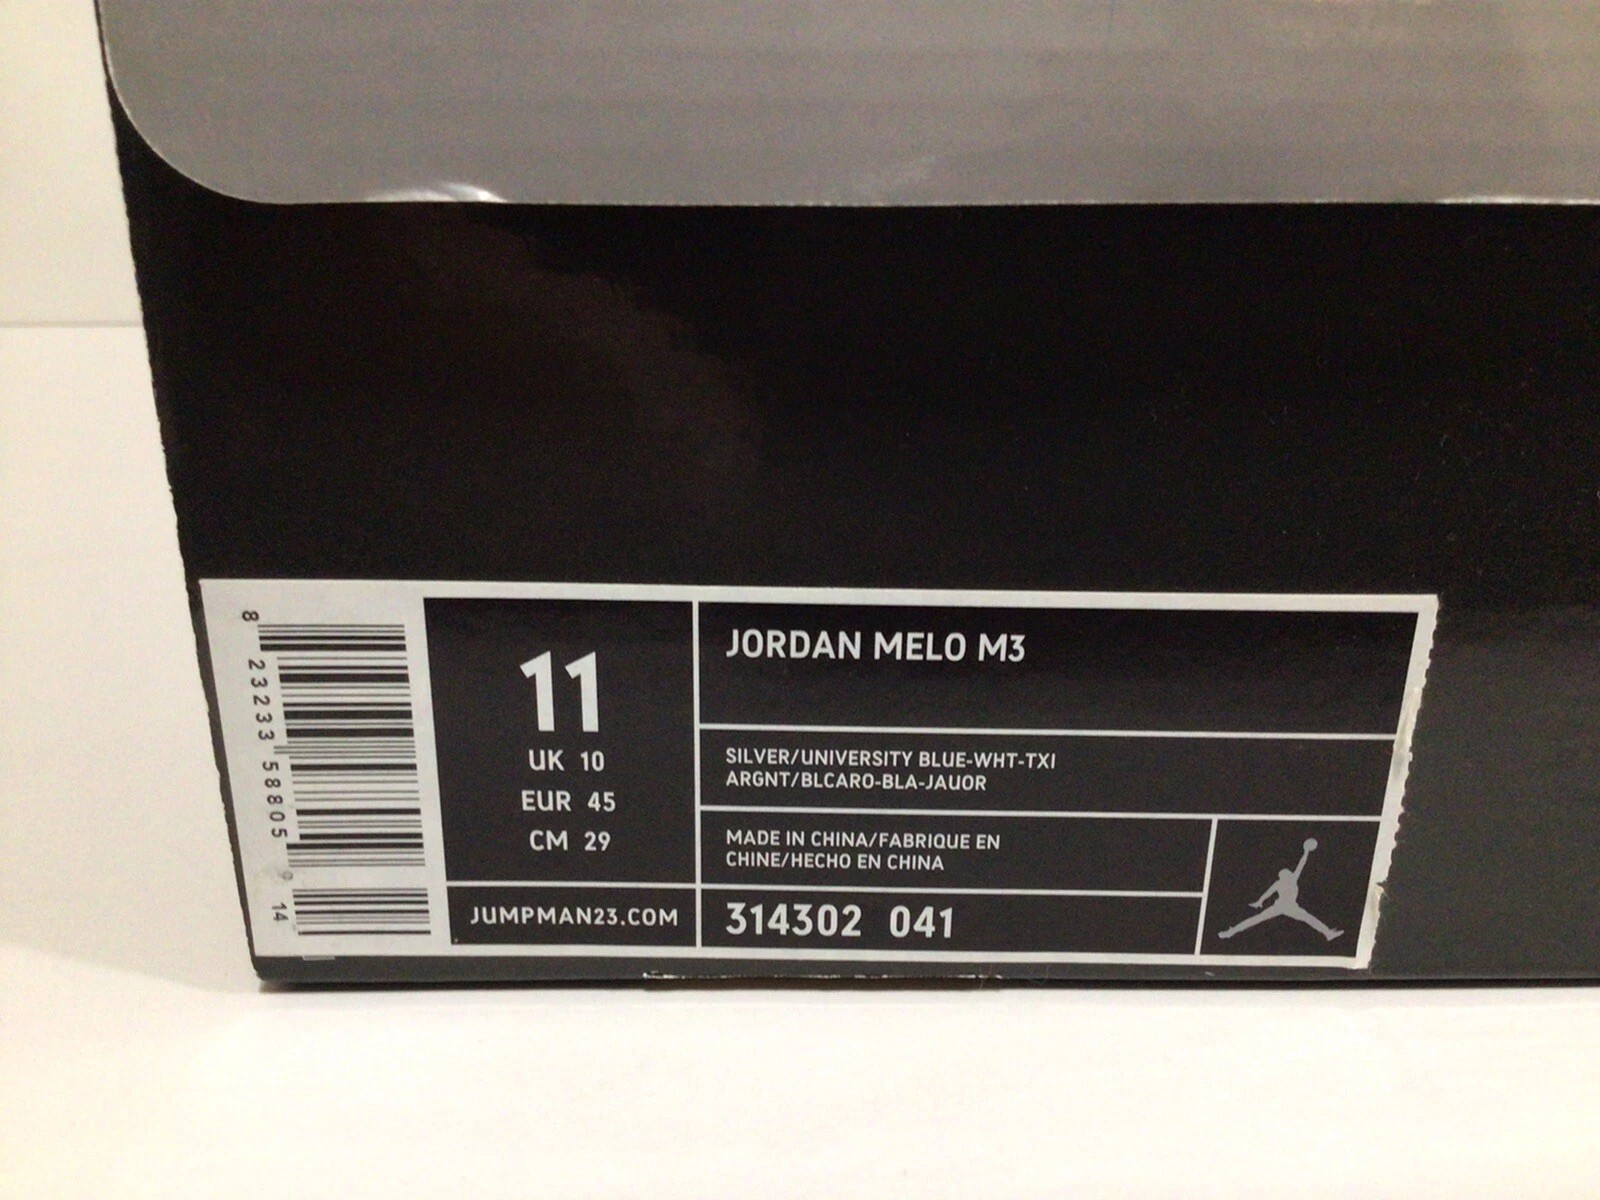 8 23233 58805 9 14
11
UK 10
EUR 45
CM 29
JUMPMAN23.COM
JORDAN MELO M3
SILVER/UNIVERSITY BLUE-WHT-TXI
ARGNT/BLCARO-BLA-JAUOR
MADE IN CHINA/FABRIQUE EN
CHINE/HECHO EN CHINA
314302 041